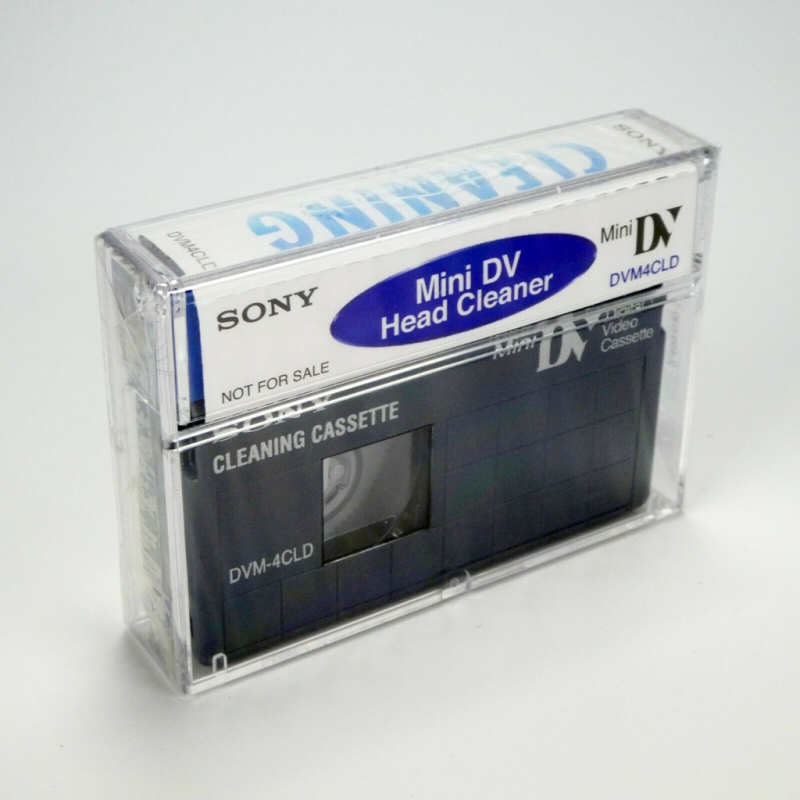 SONY
CLEANING
DVM4CLD
SONY
Mini DV
Head Cleaner
Mini DV
DVM4CLD
NOT FOR SALE
Mini DV
Digital
Video
Cassette
SONY
CLEANING CASSETTE
DVM-4CLD